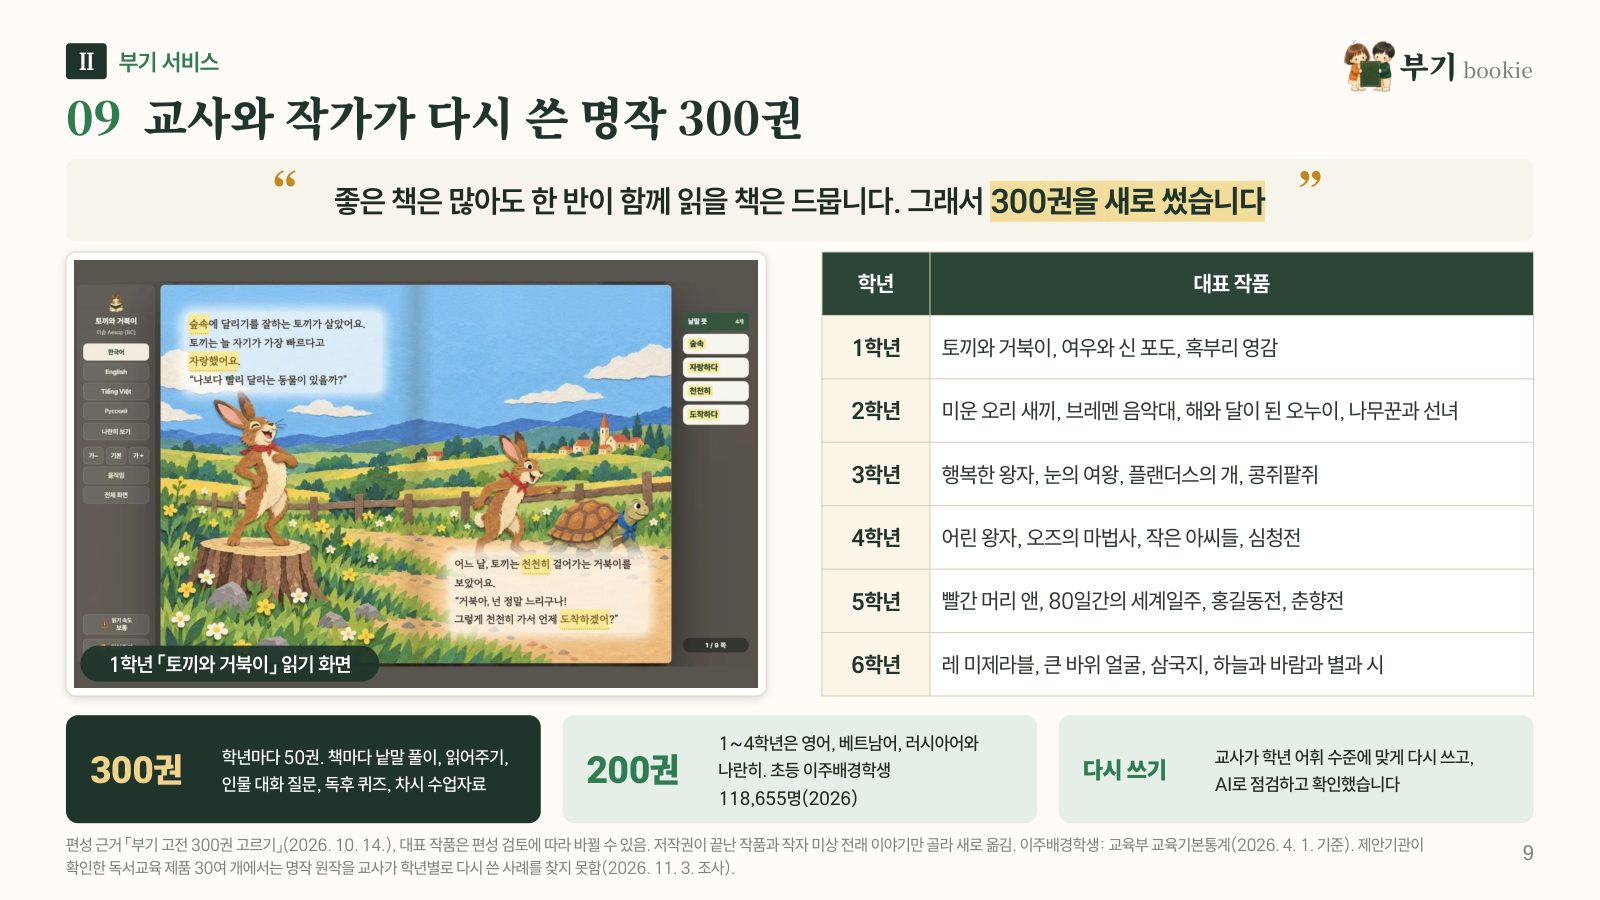 II 부기 서비스
부기 bookie
09 교사와 작가가 다시 쓴 명작 300권
“좋은 책은 많아도 한 반이 함께 읽을 책은 드뭅니다. 그래서 300권을 새로 썼습니다”
토끼와 거북이
이솝 Aesop (BC)
한국어
English
Tiếng Việt
Русский
나란히 보기
가- 기본 가+
움직임
전체 화면
읽기 속도
보통
숲속에 달리기를 잘하는 토끼가 살았어요.
토끼는 늘 자기가 가장 빠르다고
자랑했어요.
“나보다 빨리 달리는 동물이 있을까?”
어느 날, 토끼는 천천히 걸어가는 거북이를
보았어요.
“거북아, 넌 정말 느리구나!
그렇게 천천히 가서 언제 도착하겠어?”
낱말 뜻 4개
숲속
자랑하다
천천히
도착하다
1 / 9 쪽
1학년 「토끼와 거북이」 읽기 화면
학년 대표 작품
1학년 토끼와 거북이, 여우와 신 포도, 혹부리 영감
2학년 미운 오리 새끼, 브레멘 음악대, 해와 달이 된 오누이, 나무꾼과 선녀
3학년 행복한 왕자, 눈의 여왕, 플랜더스의 개, 콩쥐팥쥐
4학년 어린 왕자, 오즈의 마법사, 작은 아씨들, 심청전
5학년 빨간 머리 앤, 80일간의 세계일주, 홍길동전, 춘향전
6학년 레 미제라블, 큰 바위 얼굴, 삼국지, 하늘과 바람과 별과 시
300권
학년마다 50권. 책마다 낱말 풀이, 읽어주기,
인물 대화 질문, 독후 퀴즈, 차시 수업자료
200권
1~4학년은 영어, 베트남어, 러시아어와
나란히. 초등 이주배경학생
118,655명(2026)
다시 쓰기
교사가 학년 어휘 수준에 맞게 다시 쓰고,
AI로 점검하고 확인했습니다
편성 근거 「부기 고전 300권 고르기」(2026. 10. 14.), 대표 작품은 편성 검토에 따라 바뀔 수 있음. 저작권이 끝난 작품과 작자 미상 전래 이야기만 골라 새로 옮김. 이주배경학생: 교육부 교육기본통계(2026. 4. 1. 기준). 제안기관이
확인한 독서교육 제품 30여 개에서는 명작 원작을 교사가 학년별로 다시 쓴 사례를 찾지 못함(2026. 11. 3. 조사).
9